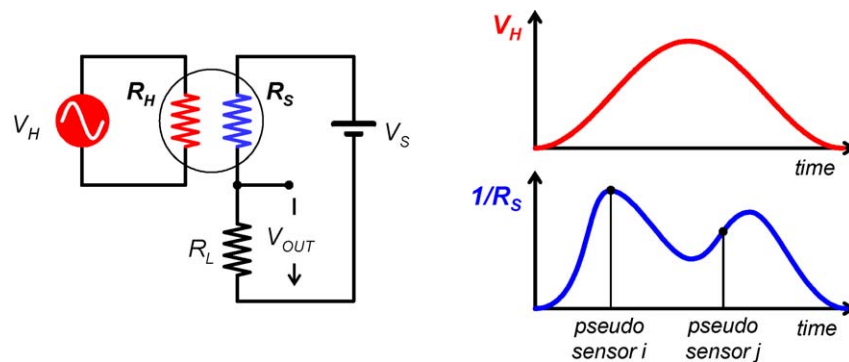 V_H
R_H
R_S
V_S
R_L
V_OUT
V_H
time
1/R_S
pseudo
sensor i
pseudo
sensor j
time